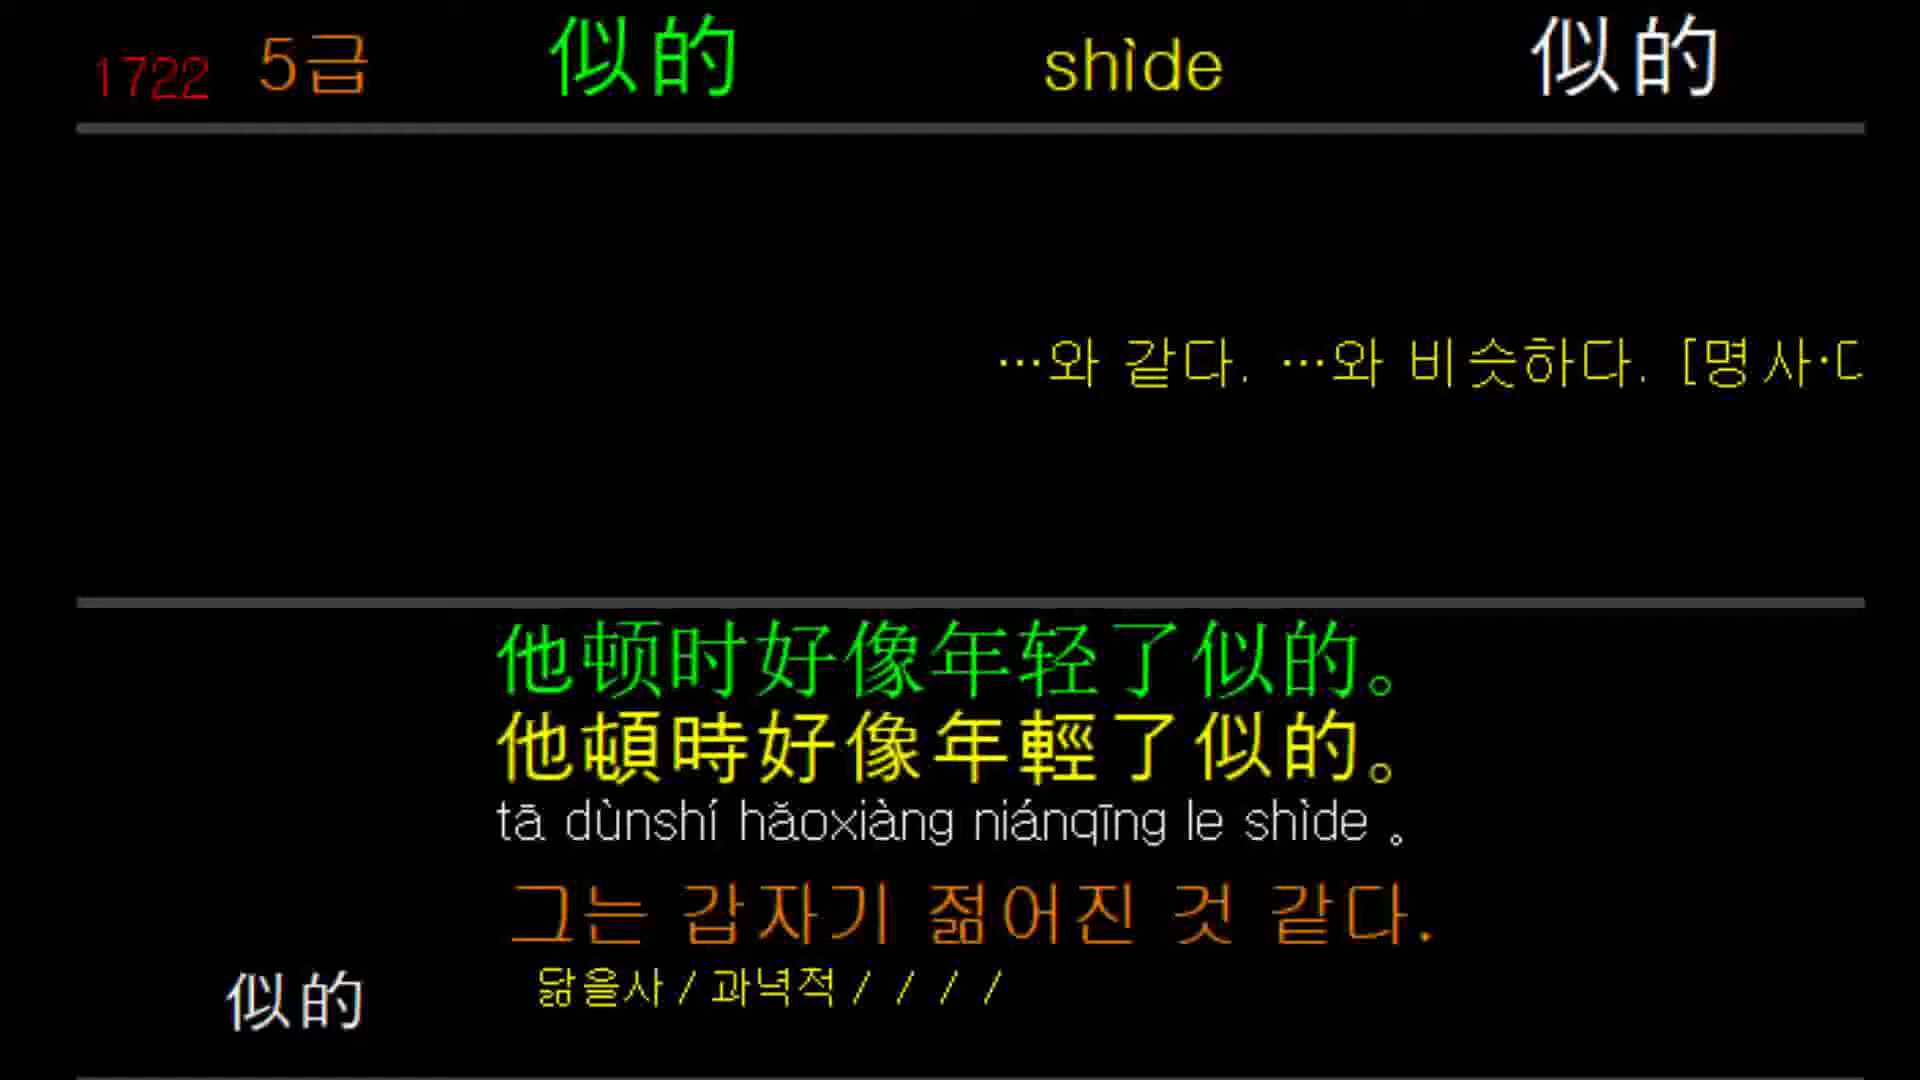 1722 5급 似的 shìde 似的
…와 같다. …와 비슷하다. [명사·
他顿时好像年轻了似的。
他頓時好像年輕了似的。
tā dùnshí hǎoxiàng niánqīng le shìde 。
그는 갑자기 젊어진 것 같다.
似的 닮을사 / 과녁적 / / / /